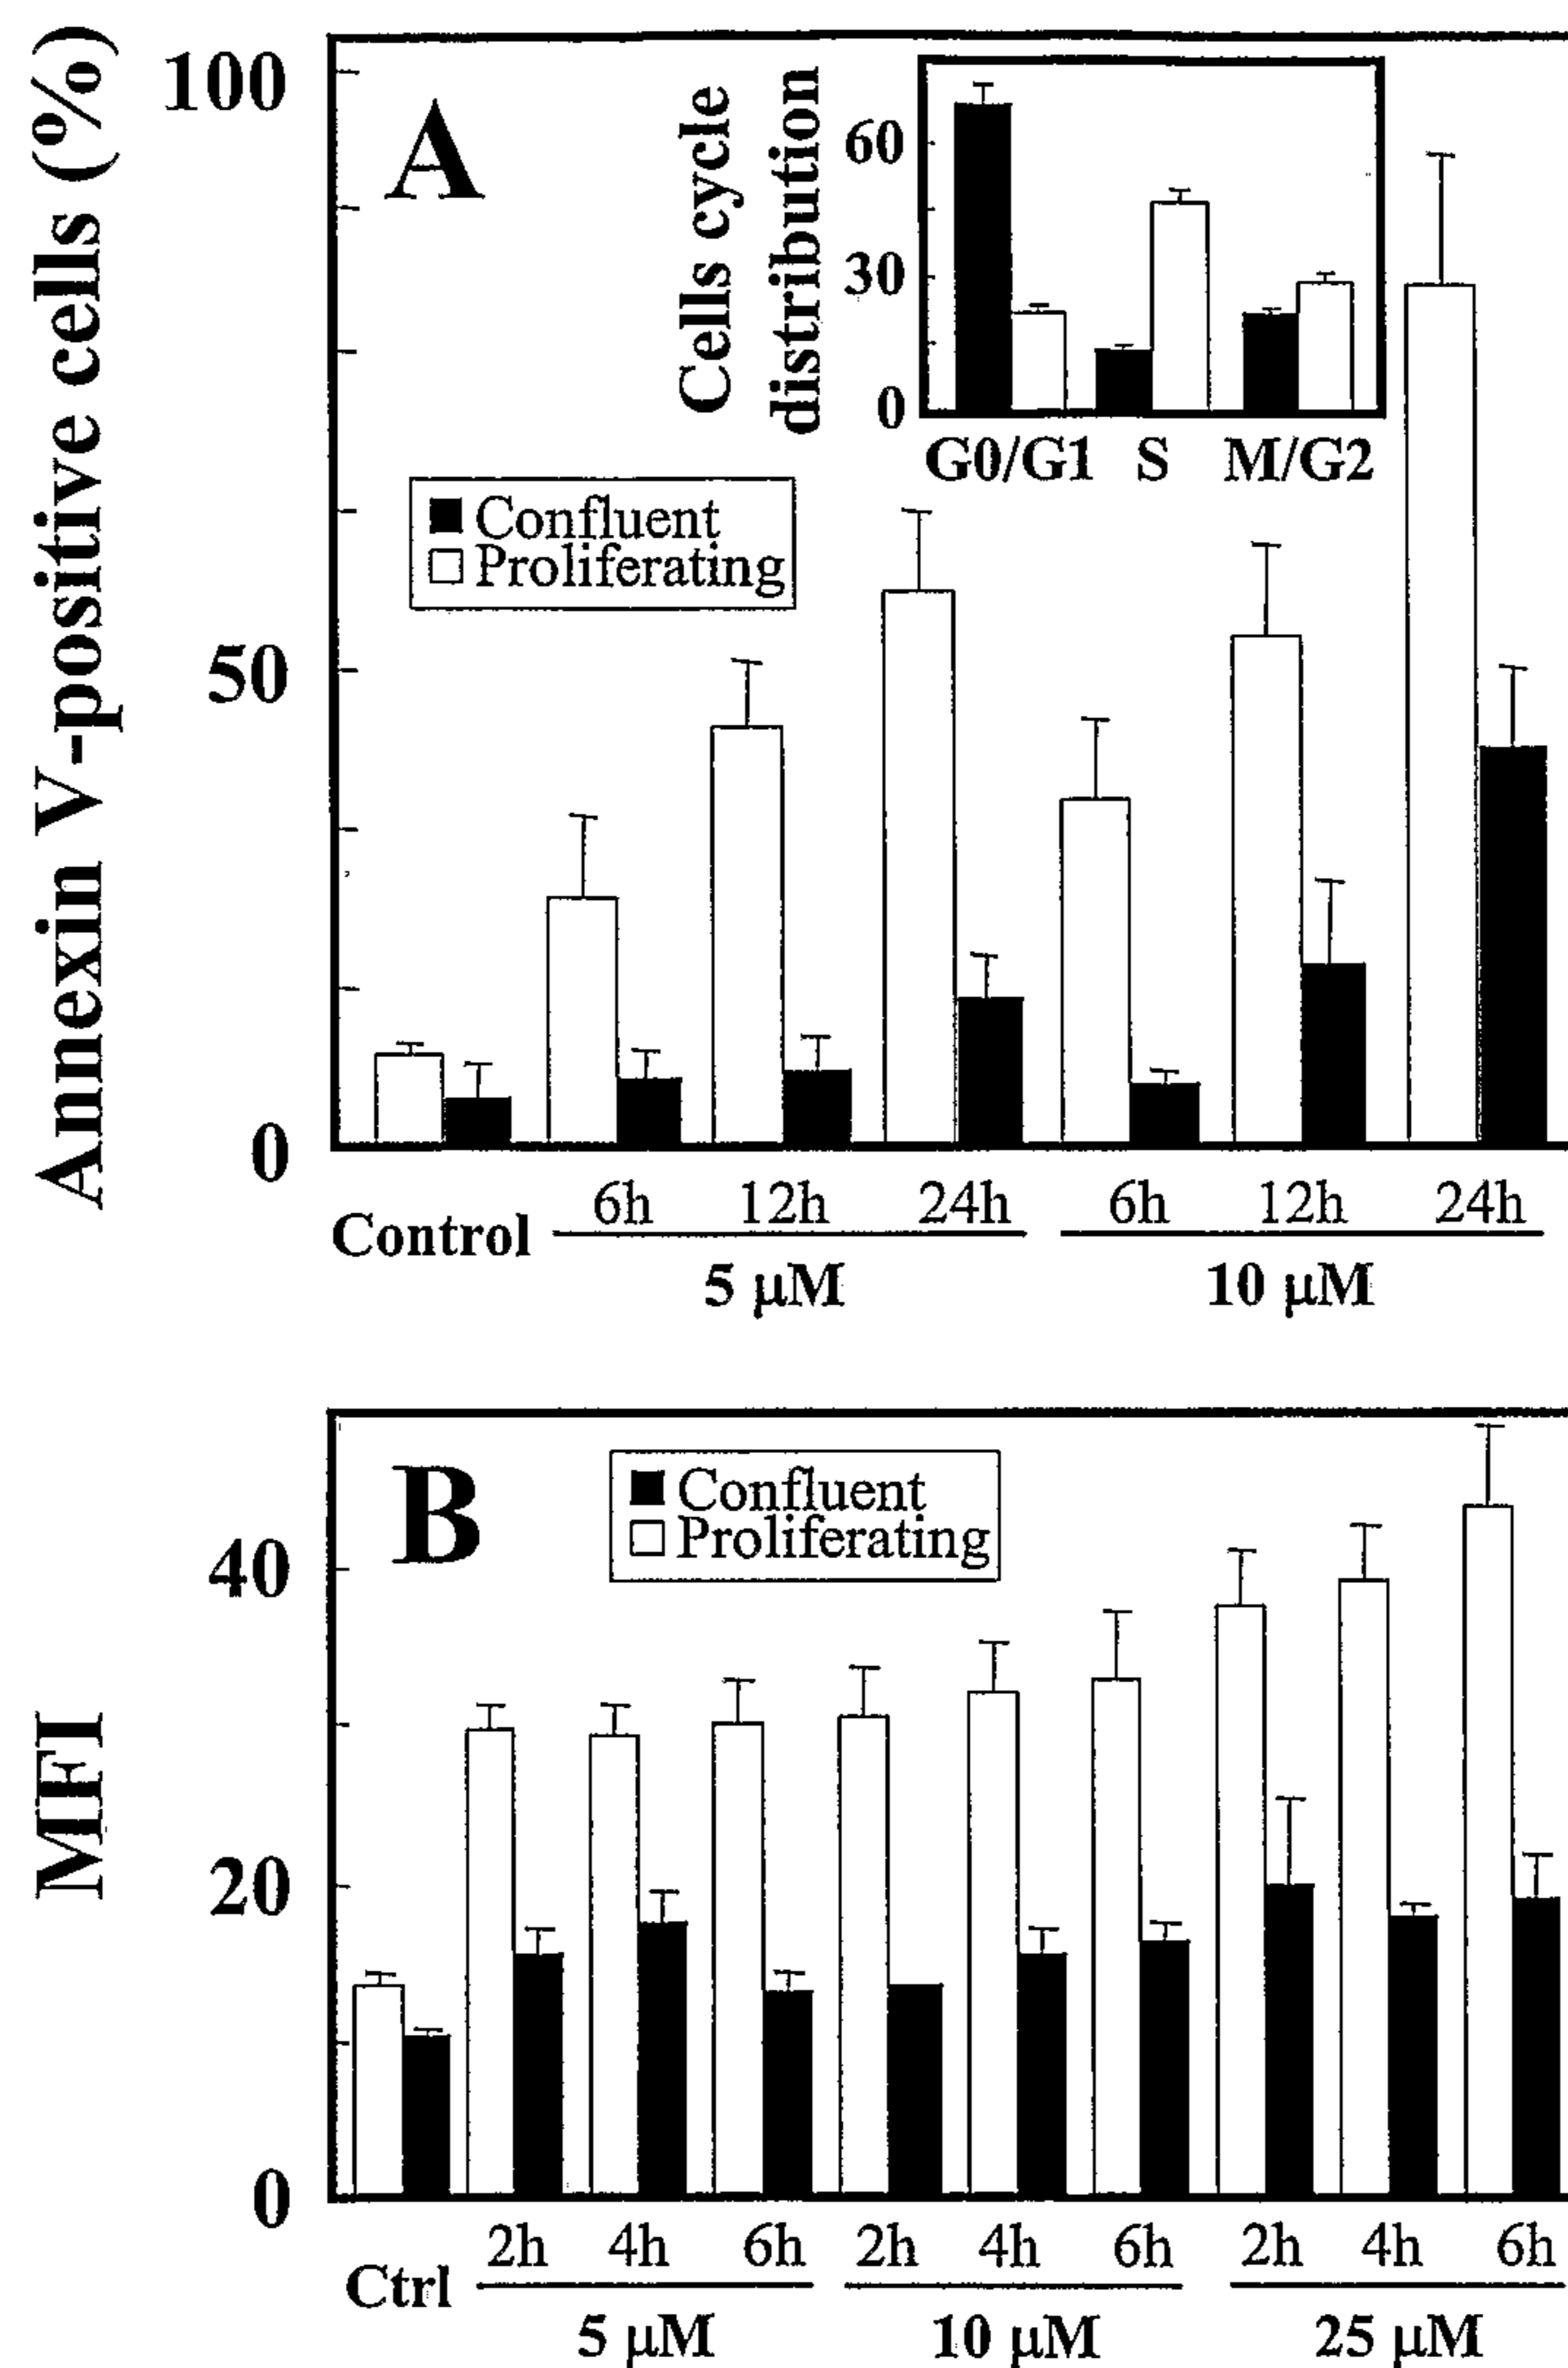 Annexin V-positive cells (%)
100
50
0
A
Cells cycle
distribution
60
30
0
G0/G1 S M/G2
Confluent
Proliferating
6h 12h 24h 6h 12h 24h
Control
5 μM 10 μM
B
Confluent
Proliferating
MFI
40
20
0
2h 4h 6h 2h 4h 6h 2h 4h 6h
Ctrl
5 μM 10 μM 25 μM